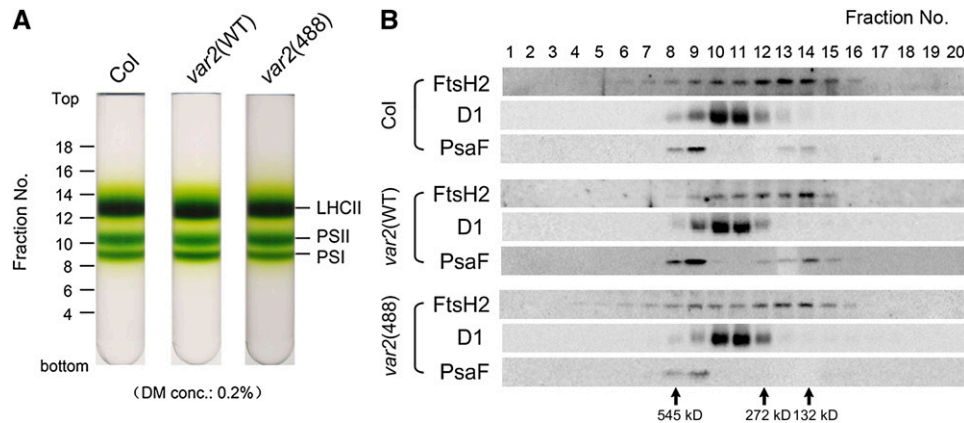 A
Col
var2(WT)
var2(488)
Top
18
16
14
12
10
8
6
4
bottom
Fraction No.
LHCII
PSII
PSI
(DM conc.: 0.2%)
B
Fraction No.
1 2 3 4 5 6 7 8 9 10 11 12 13 14 15 16 17 18 19 20
Col
FtsH2
D1
PsaF
var2(WT)
FtsH2
D1
PsaF
var2(488)
FtsH2
D1
PsaF
545 kD 272 kD 132 kD